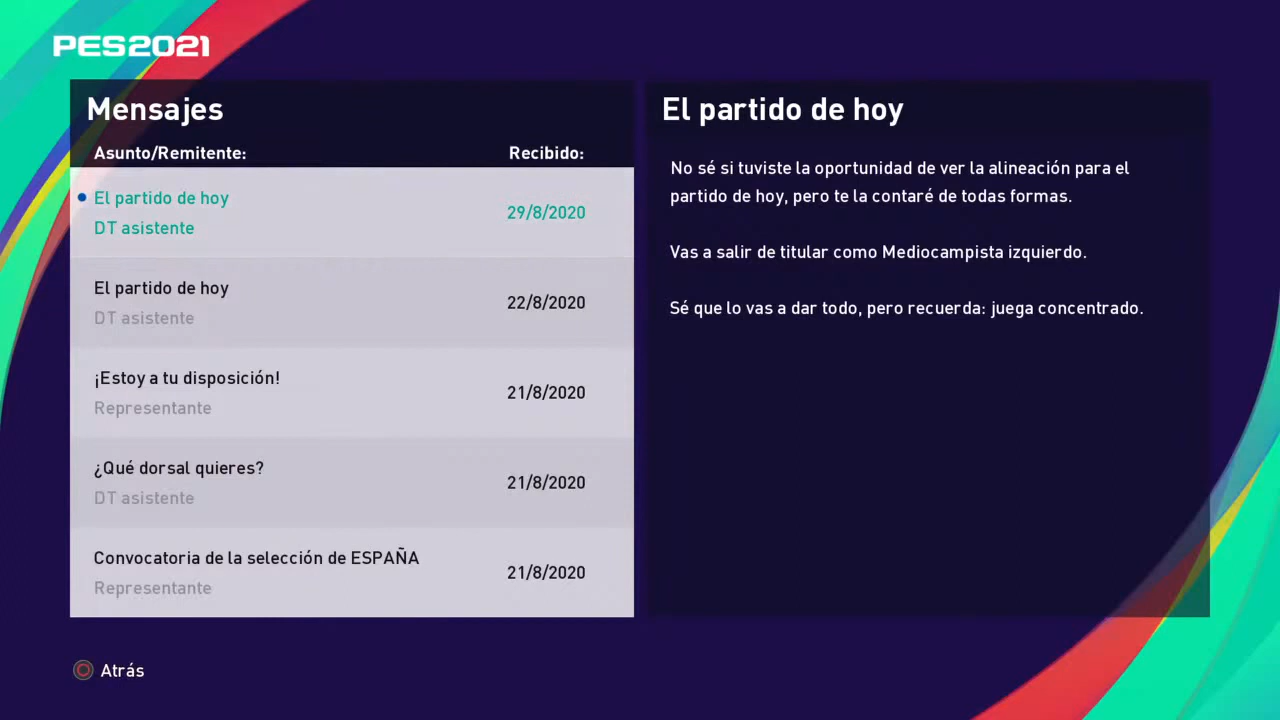 PES2021
Mensajes
Asunto/Remitente: Recibido:
El partido de hoy
DT asistente
29/8/2020
El partido de hoy
DT asistente
22/8/2020
¡Estoy a tu disposición!
Representante
21/8/2020
¿Qué dorsal quieres?
DT asistente
21/8/2020
Convocatoria de la selección de ESPAÑA
Representante
21/8/2020
El partido de hoy
No sé si tuviste la oportunidad de ver la alineación para el
partido de hoy, pero te la contaré de todas formas.
Vas a salir de titular como Mediocampista izquierdo.
Sé que lo vas a dar todo, pero recuerda: juega concentrado.
Atrás